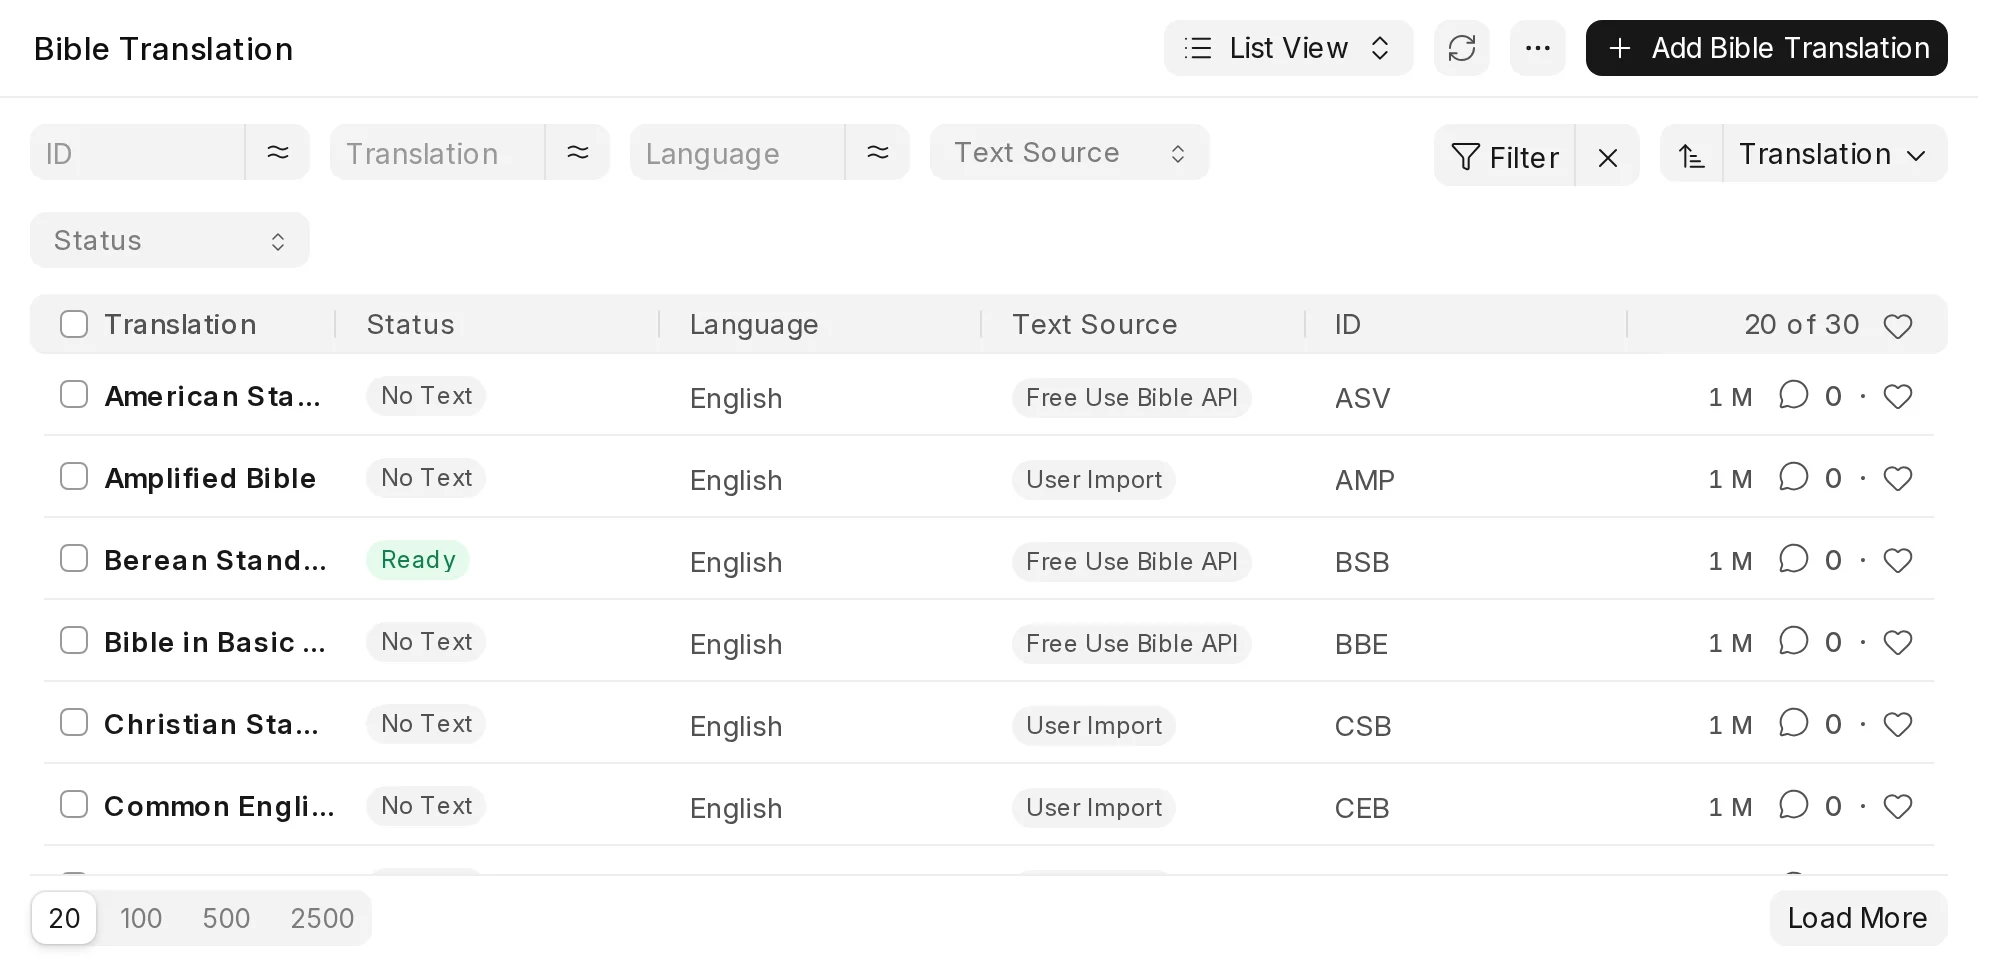 Bible Translation
List View
Add Bible Translation
ID ≈
Translation ≈
Language ≈
Text Source
Filter
Translation
Status
Translation Status Language Text Source ID 20 of 30
American Sta... No Text English Free Use Bible API ASV 1 M 0 ·
Amplified Bible No Text English User Import AMP 1 M 0 ·
Berean Stand... Ready English Free Use Bible API BSB 1 M 0 ·
Bible in Basic ... No Text English Free Use Bible API BBE 1 M 0 ·
Christian Sta... No Text English User Import CSB 1 M 0 ·
Common Engli... No Text English User Import CEB 1 M 0 ·
20 100 500 2500
Load More